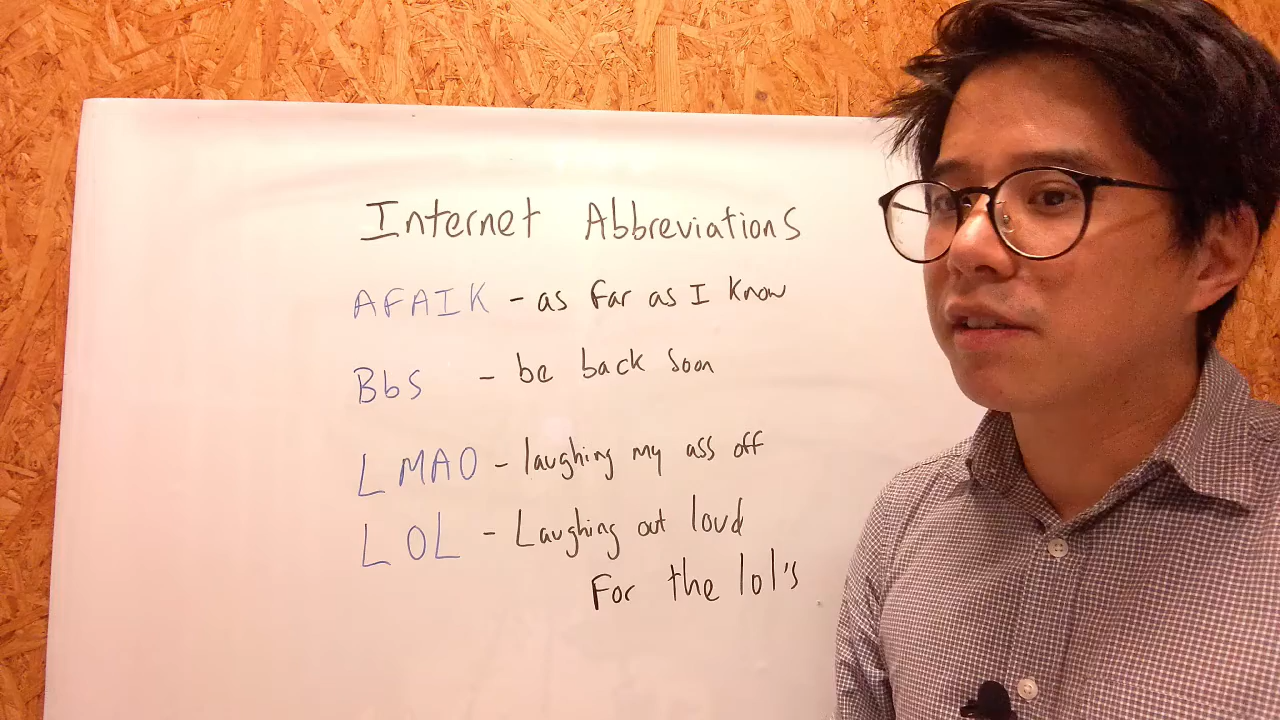 Internet Abbreviations
AFAIK - as far as I know
BbS - be back soon
LMAO - laughing my ass off
LOL - Laughing out loud
For the lol's